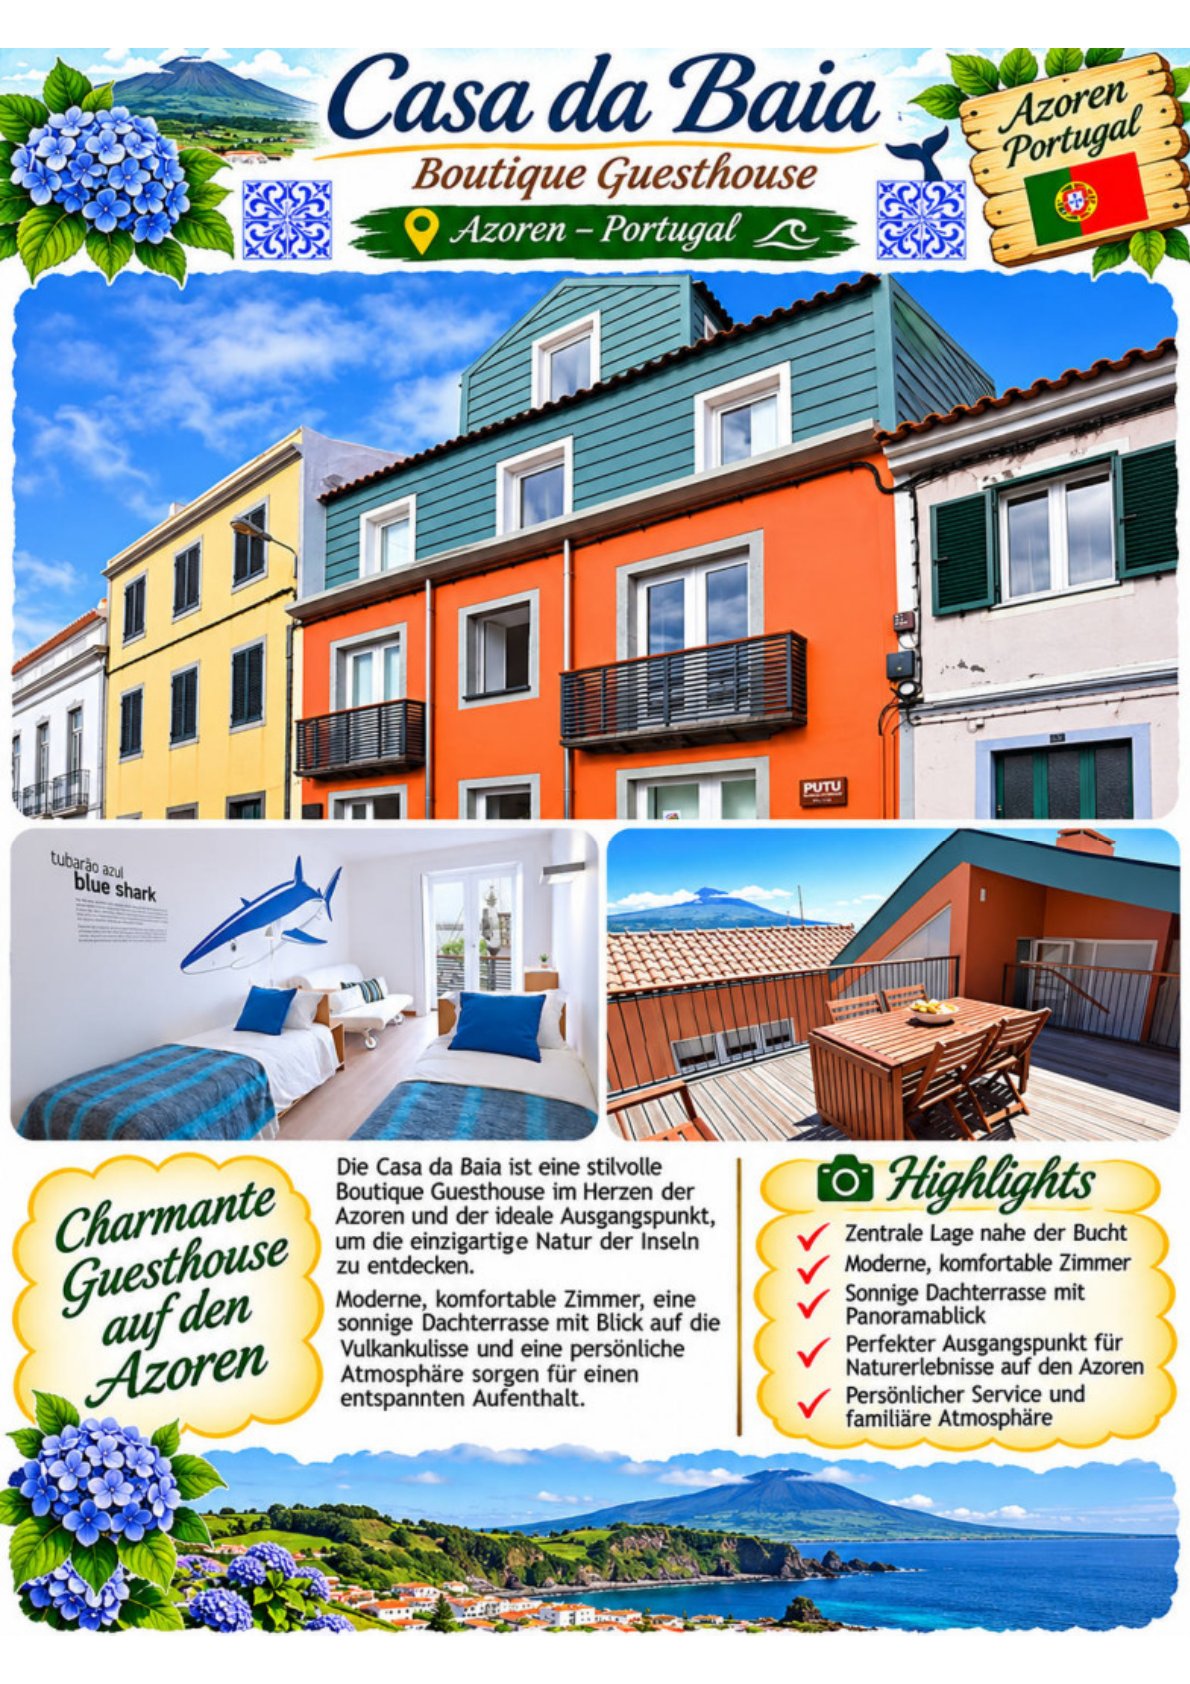 Casa da Baia
Boutique Guesthouse
Azoren – Portugal
Azoren
Portugal
PUTU
tubarão azul
blue shark
Charmante
Guesthouse
auf den
Azoren
Die Casa da Baia ist eine stilvolle
Boutique Guesthouse im Herzen der
Azoren und der ideale Ausgangspunkt,
um die einzigartige Natur der Inseln
zu entdecken.
Moderne, komfortable Zimmer, eine
sonnige Dachterrasse mit Blick auf die
Vulkankulisse und eine persönliche
Atmosphäre sorgen für einen
entspannten Aufenthalt.
Highlights
Zentrale Lage nahe der Bucht
Moderne, komfortable Zimmer
Sonnige Dachterrasse mit
Panoramablick
Perfekter Ausgangspunkt für
Naturerlebnisse auf den Azoren
Persönlicher Service und
familiäre Atmosphäre